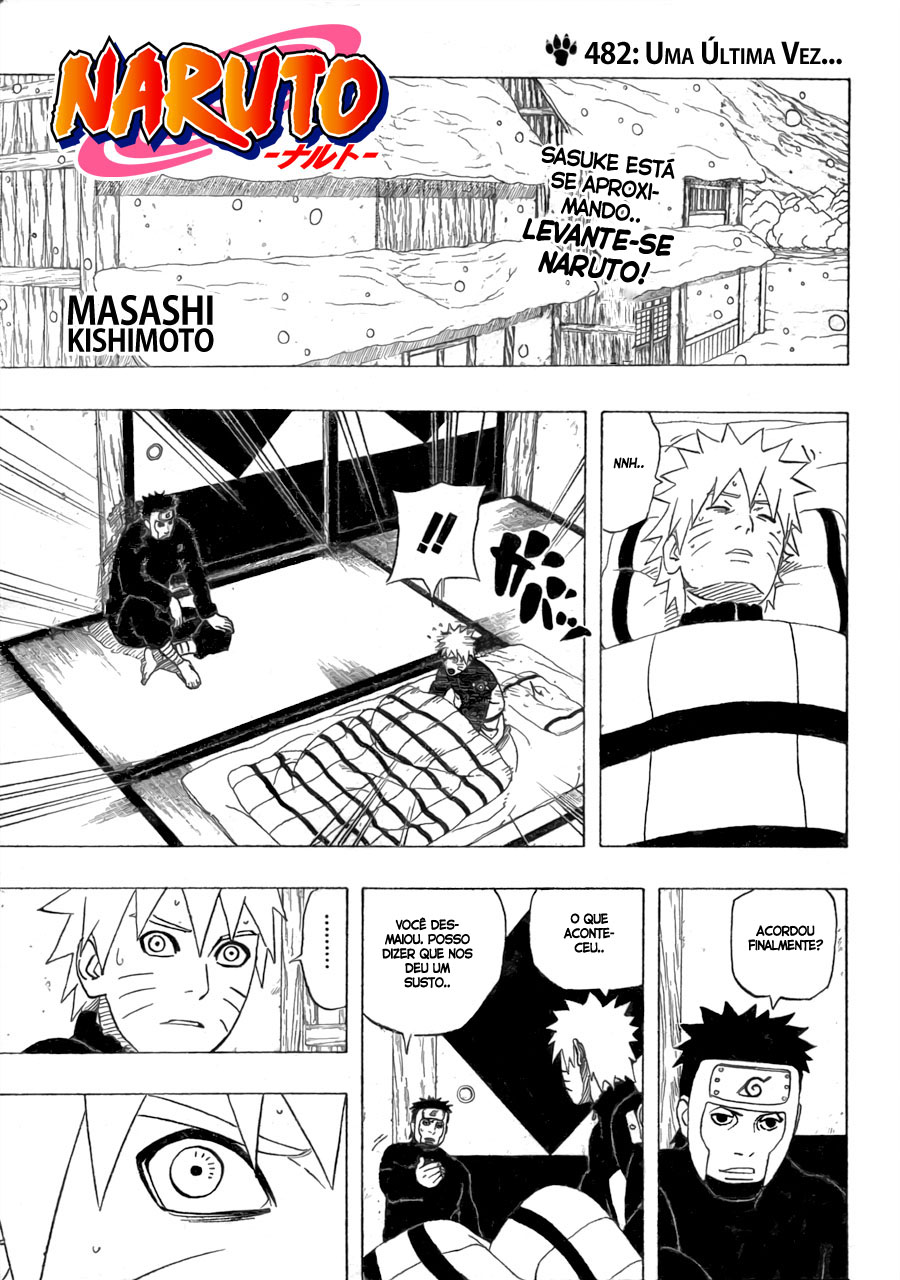 NARUTO
-ナルト-
482: UMA ÚLTIMA VEZ...
SASUKE ESTÁ
SE APROXI-
MANDO..
LEVANTE-SE
NARUTO!
MASASHI
KISHIMOTO
NNH..
!!
ガバッ
ACORDOU
FINALMENTE?
O QUE
ACONTE-
CEU..
VOCÊ DES-
MAIOU. POSSO
DIZER QUE NOS
DEU UM
SUSTO..
.........